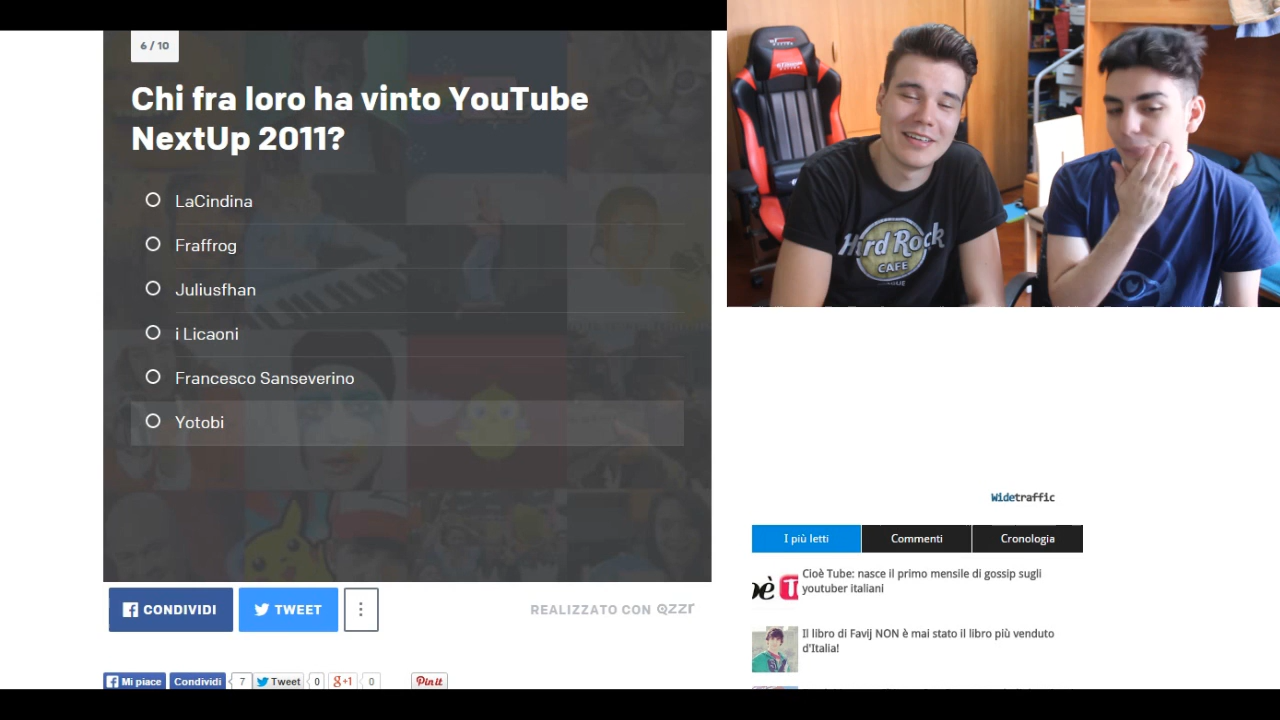 6 / 10
Chi fra loro ha vinto YouTube
NextUp 2011?
LaCindina
Fraffrog
Juliusfhan
i Licaoni
Francesco Sanseverino
Yotobi
CONDIVIDI
TWEET
REALIZZATO CON Qzzr
Mi piace
Condividi
7
Tweet
0
g+1
0
Pinit
Hard Rock
CAFE
Widetraffic
I più letti
Commenti
Cronologia
Cioè Tube: nasce il primo mensile di gossip sugli
youtuber italiani
Il libro di Favij NON è mai stato il libro più venduto
d'Italia!